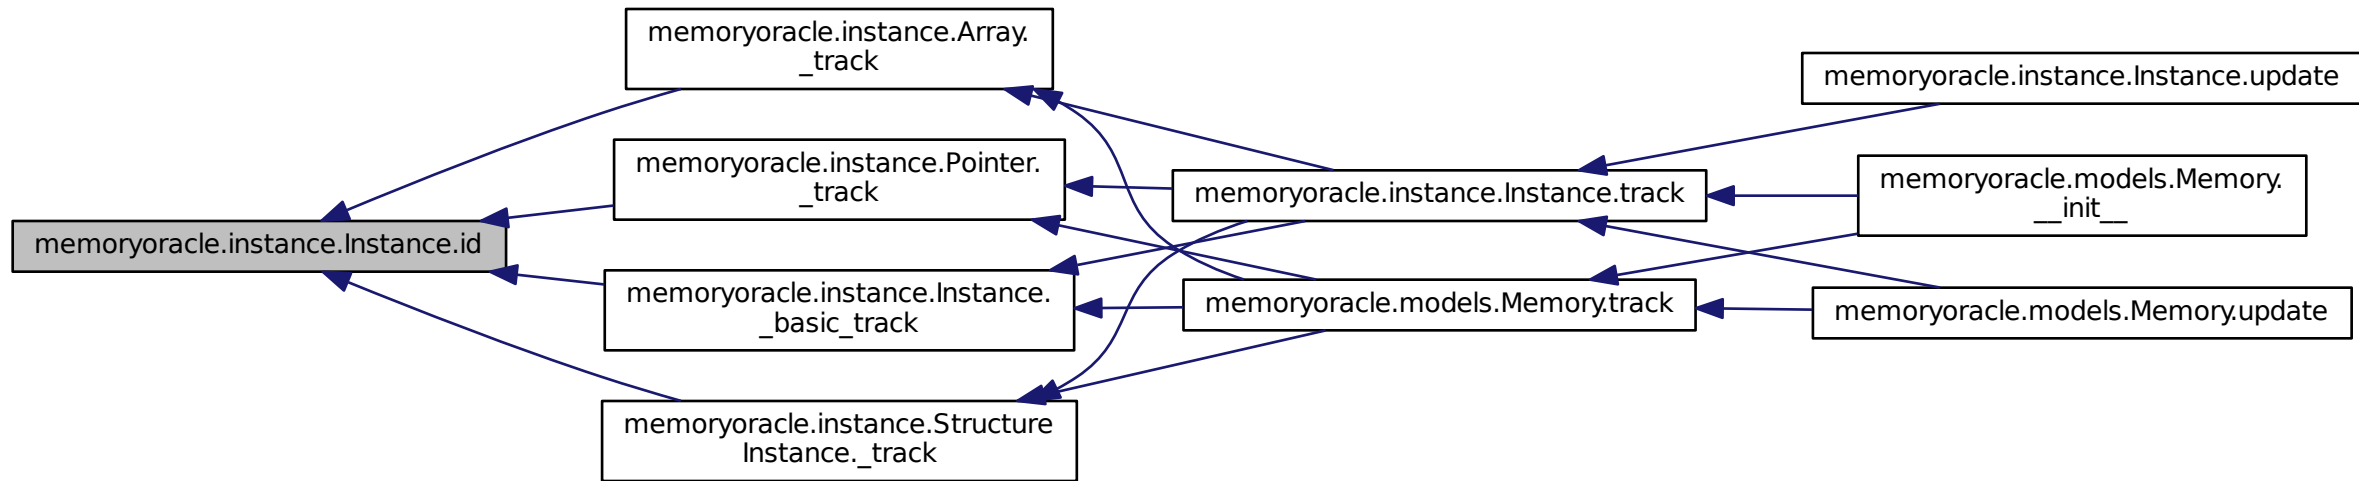 memoryoracle.instance.Instance.id
memoryoracle.instance.Array.
_track
memoryoracle.instance.Pointer.
_track
memoryoracle.instance.Instance.
_basic_track
memoryoracle.instance.Structure
Instance._track
memoryoracle.instance.Instance.track
memoryoracle.models.Memory.track
memoryoracle.instance.Instance.update
memoryoracle.models.Memory.
__init__
memoryoracle.models.Memory.update